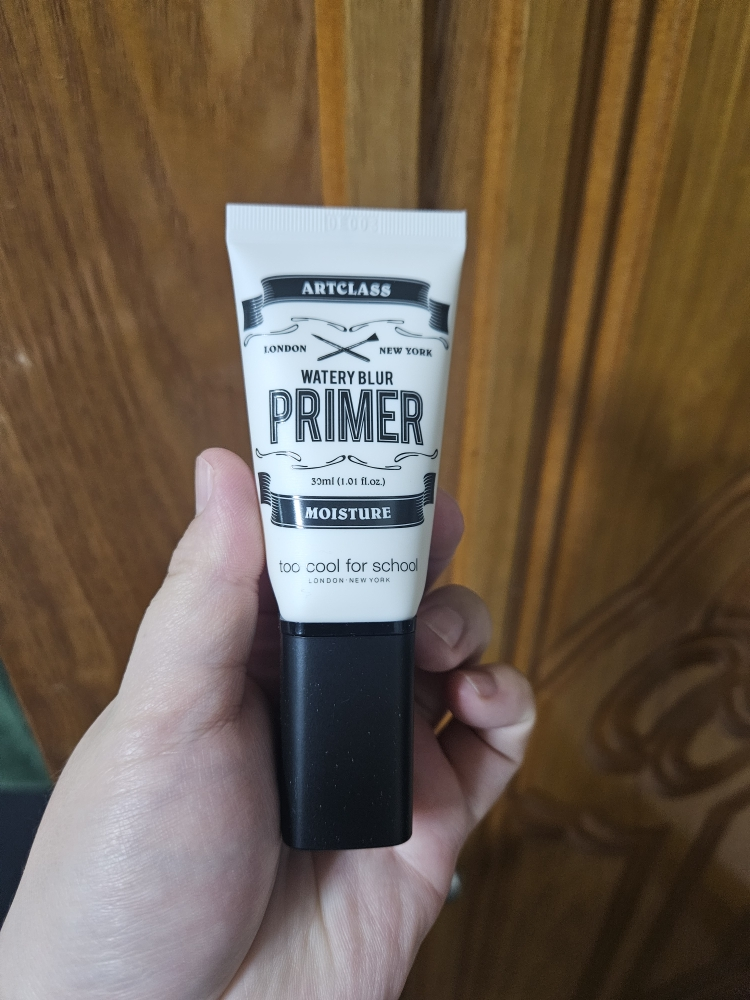 ARTCLASS
LONDON NEW YORK
WATERY BLUR
PRIMER
30ml (1.01 fl.oz.)
MOISTURE
too cool for school
LONDON·NEW YORK